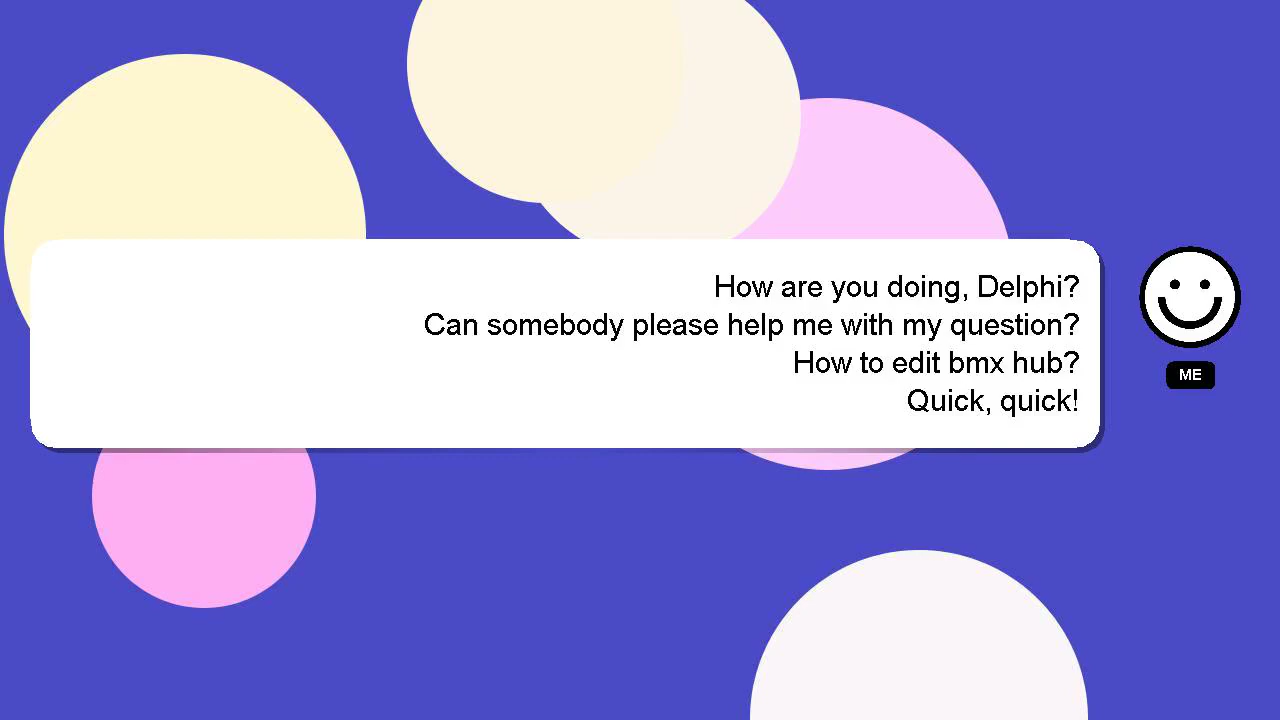 How are you doing, Delphi?
Can somebody please help me with my question?
How to edit bmx hub?
Quick, quick!
ME